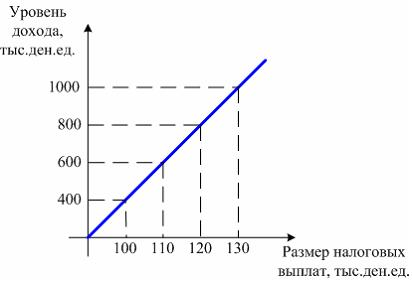 Уровень
дохода,
тыс.ден.ед.
1000
800
600
400
100 110 120 130
Размер налоговых
выплат, тыс.ден.ед.